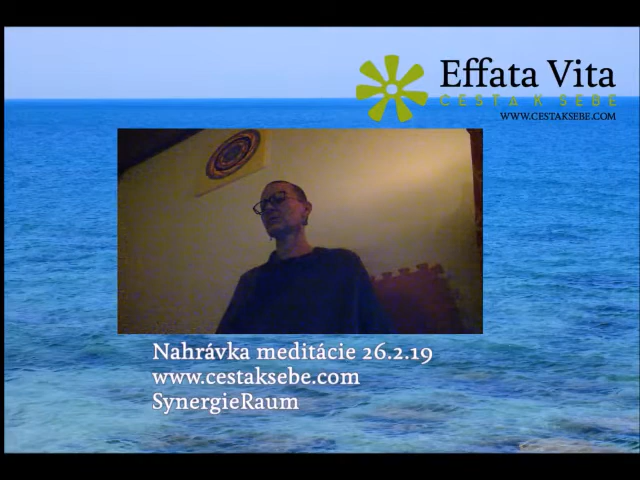 Effata Vita
CESTA K SEBE
WWW.CESTAKSEBE.COM
Nahrávka meditácie 26.2.19
www.cestaksebe.com
SynergieRaum